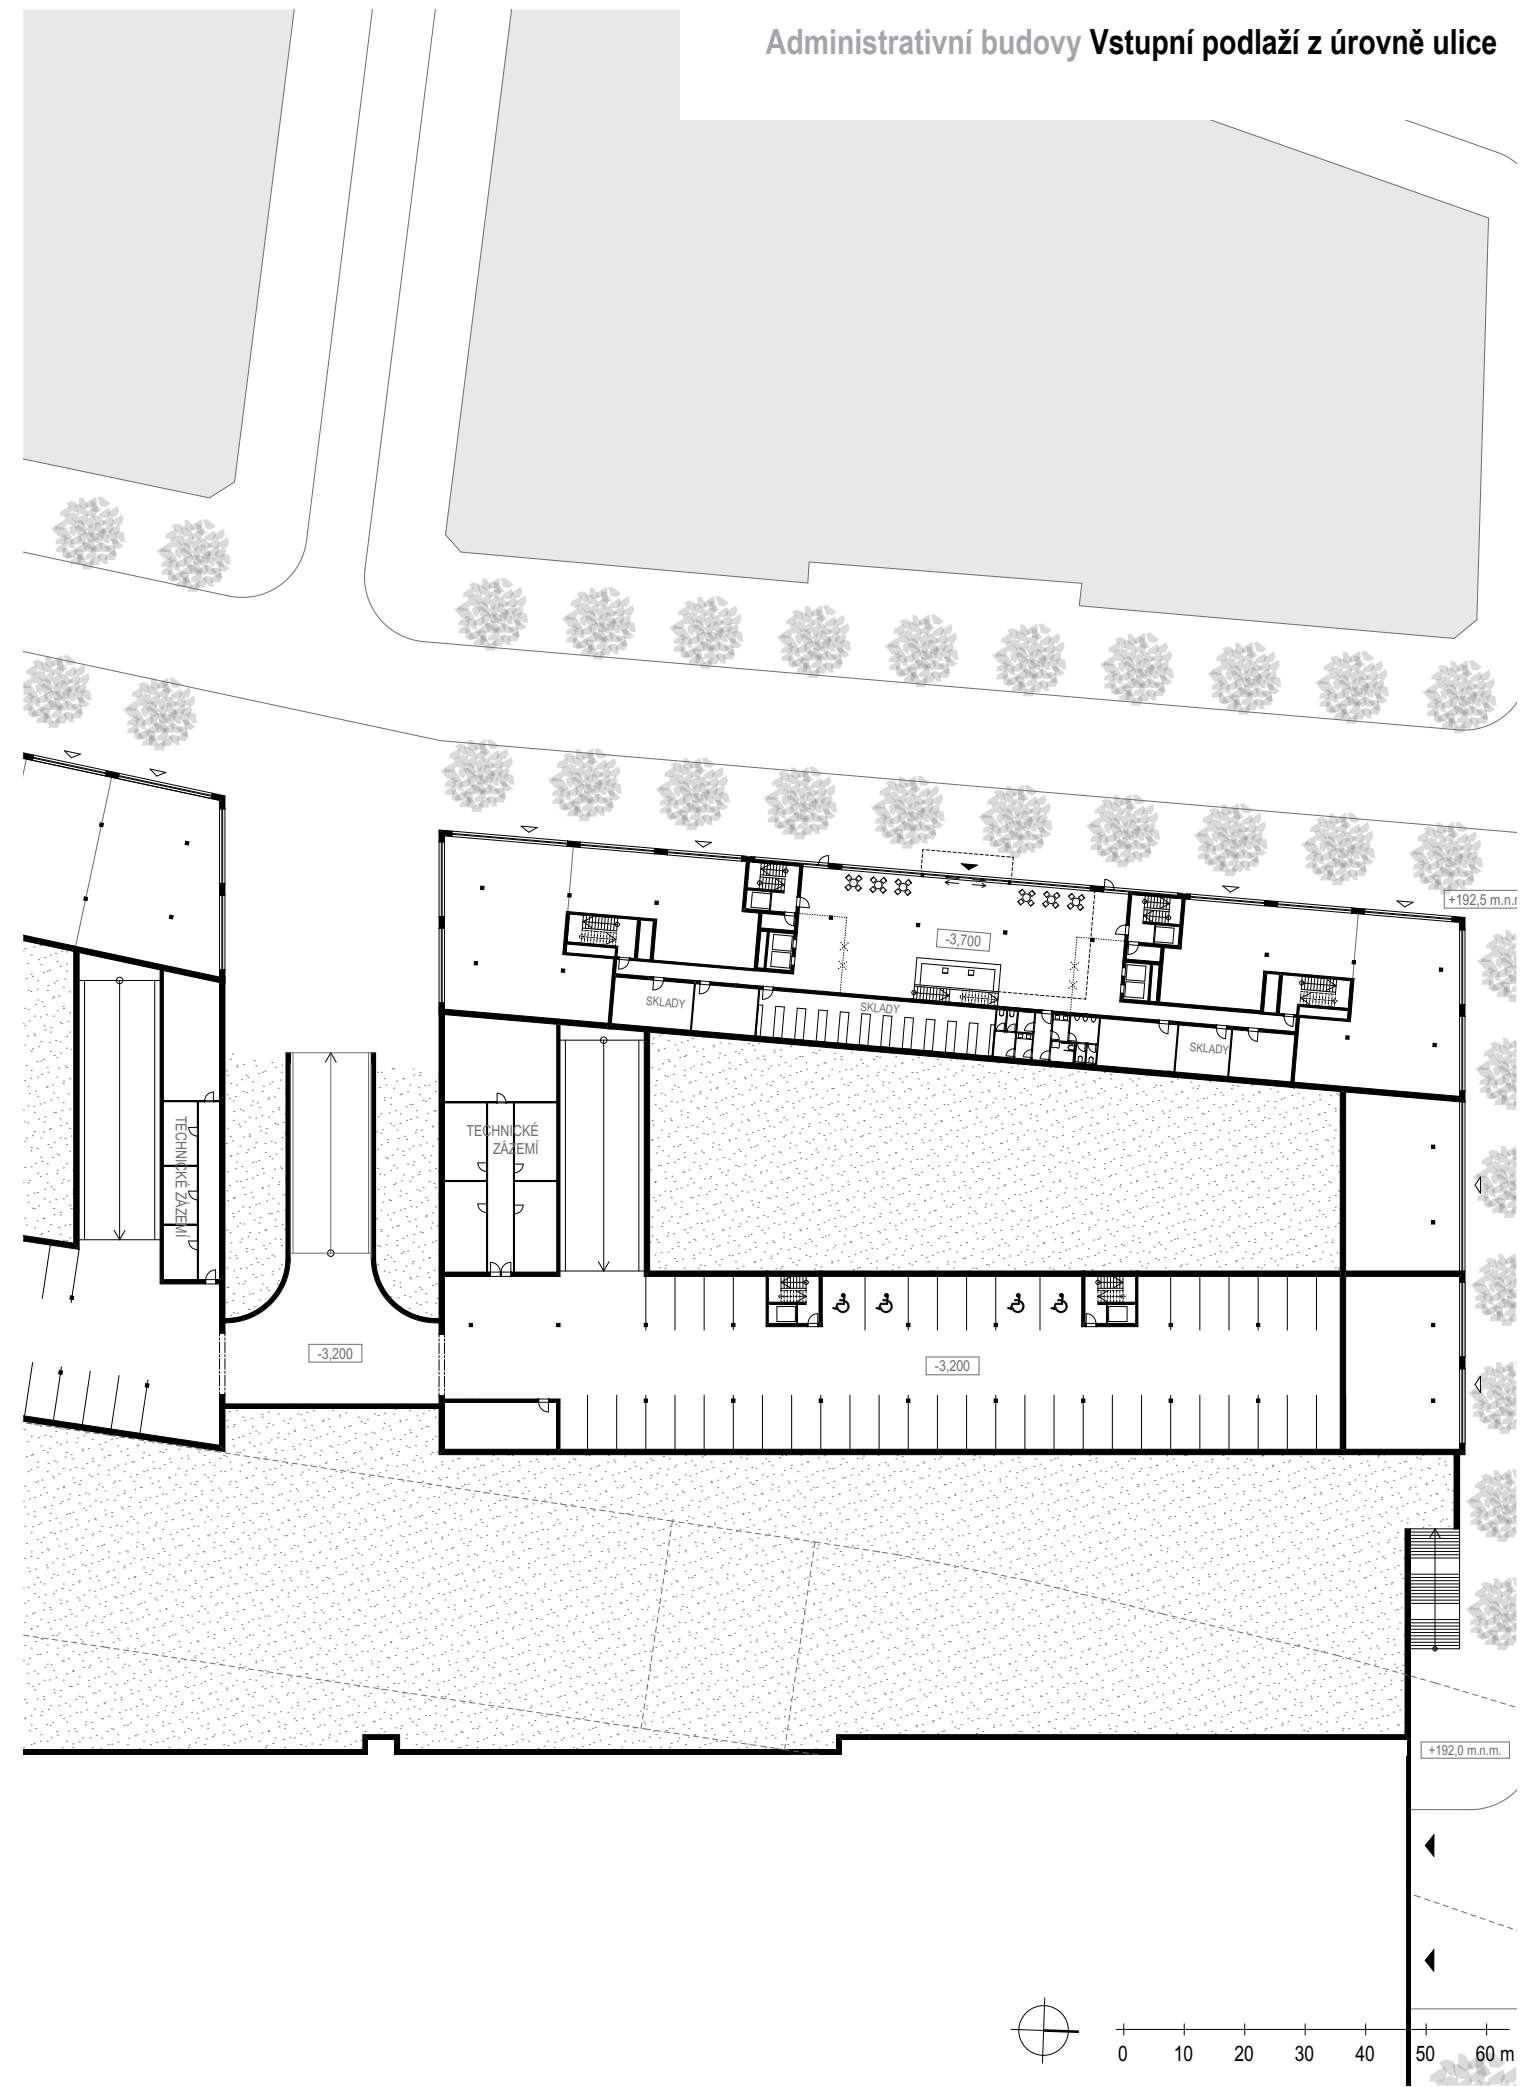 Administrativní budovy Vstupní podlaží z úrovně ulice
+192,5 m.n.
-3,700
SKLADY
SKLADY
SKLADY
TECHNICKÉ ZÁZEMÍ
TECHNICKÉ
ZÁZEMÍ
-3,200
-3,200
+192,0 m.n.m.
0 10 20 30 40 50 60 m